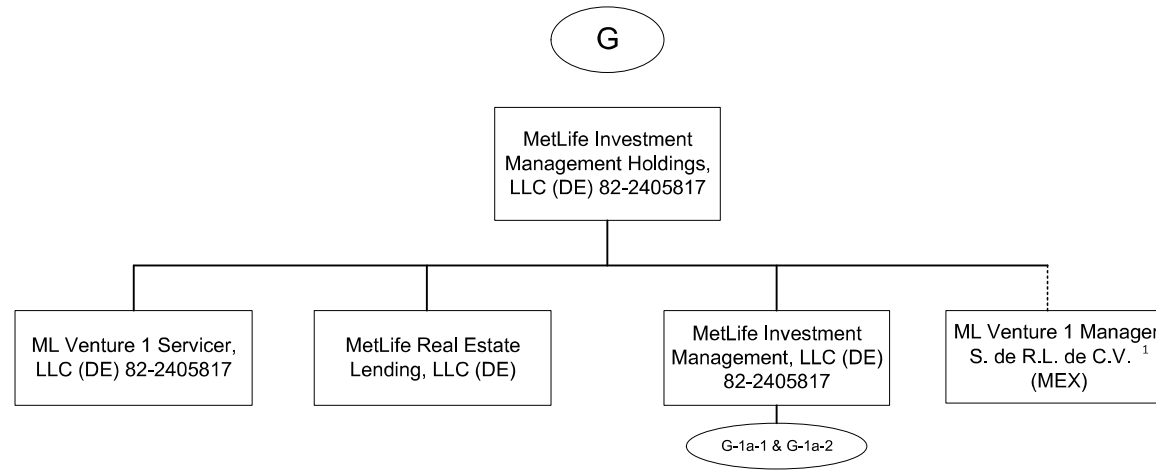 G
MetLife Investment
Management Holdings,
LLC (DE) 82-2405817
ML Venture 1 Servicer,
LLC (DE) 82-2405817
MetLife Real Estate
Lending, LLC (DE)
MetLife Investment
Management, LLC (DE)
82-2405817
G-1a-1 & G-1a-2
ML Venture 1 Manager
S. de R.L. de C.V. 1
(MEX)